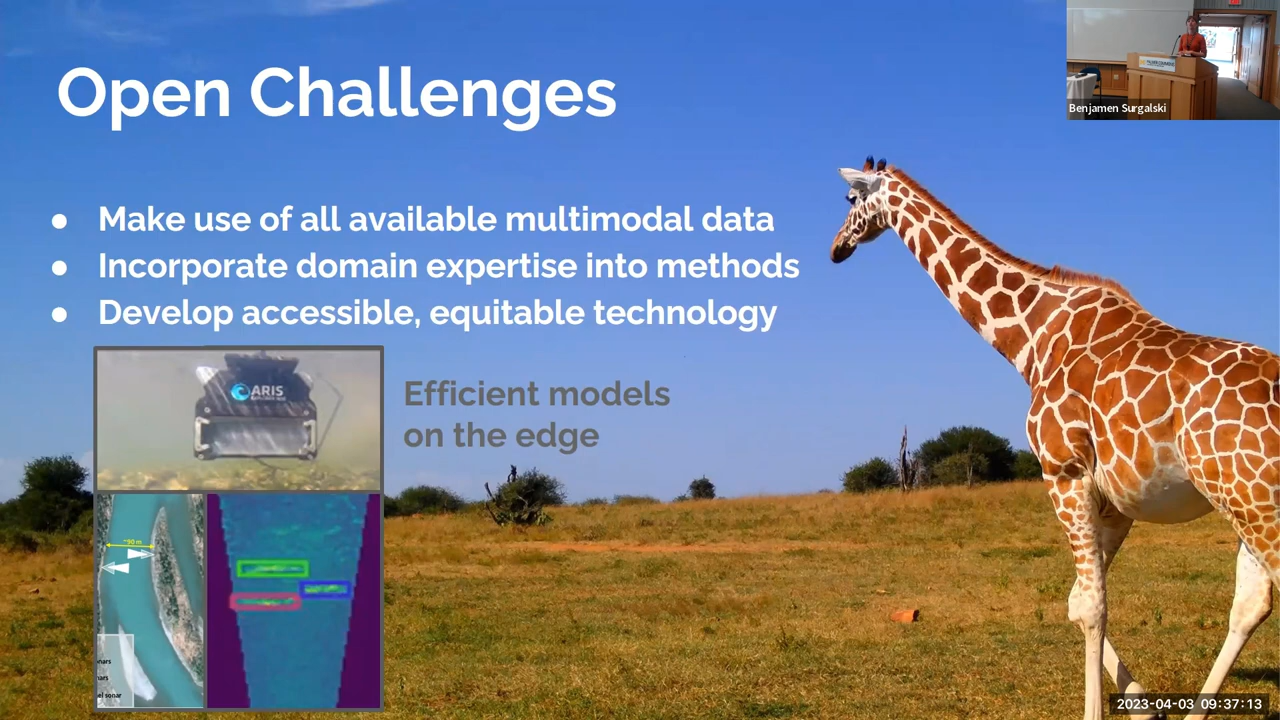 Open Challenges
Benjamen Surgalski
● Make use of all available multimodal data
● Incorporate domain expertise into methods
● Develop accessible, equitable technology
ARIS
Efficient models
on the edge
~90 m
sonar
2023-04-03 09:37:13